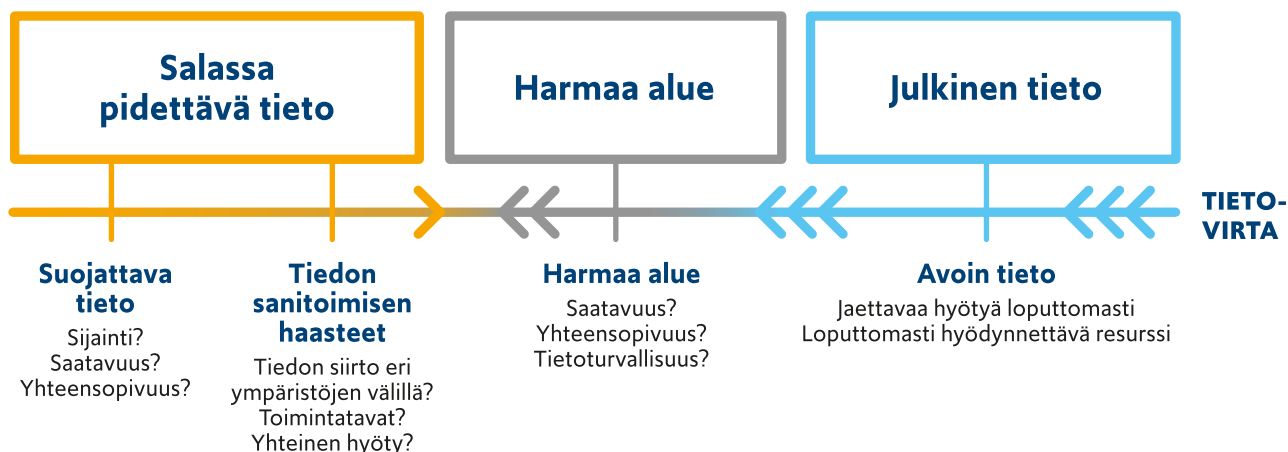 Salassa
pidettävä tieto
Harmaa alue
Julkinen tieto
TIETO-
VIRTA
Suojattava
tieto
Sijainti?
Saatavuus?
Yhteensopivuus?
Tiedon
sanitoimisen
haasteet
Tiedon siirto eri
ympäristöjen välillä?
Toimintatavat?
Yhteinen hyöty?
Harmaa alue
Saatavuus?
Yhteensopivuus?
Tietoturvallisuus?
Avoin tieto
Jaettavaa hyötyä loputtomasti
Loputtomasti hyödynnettävä resurssi